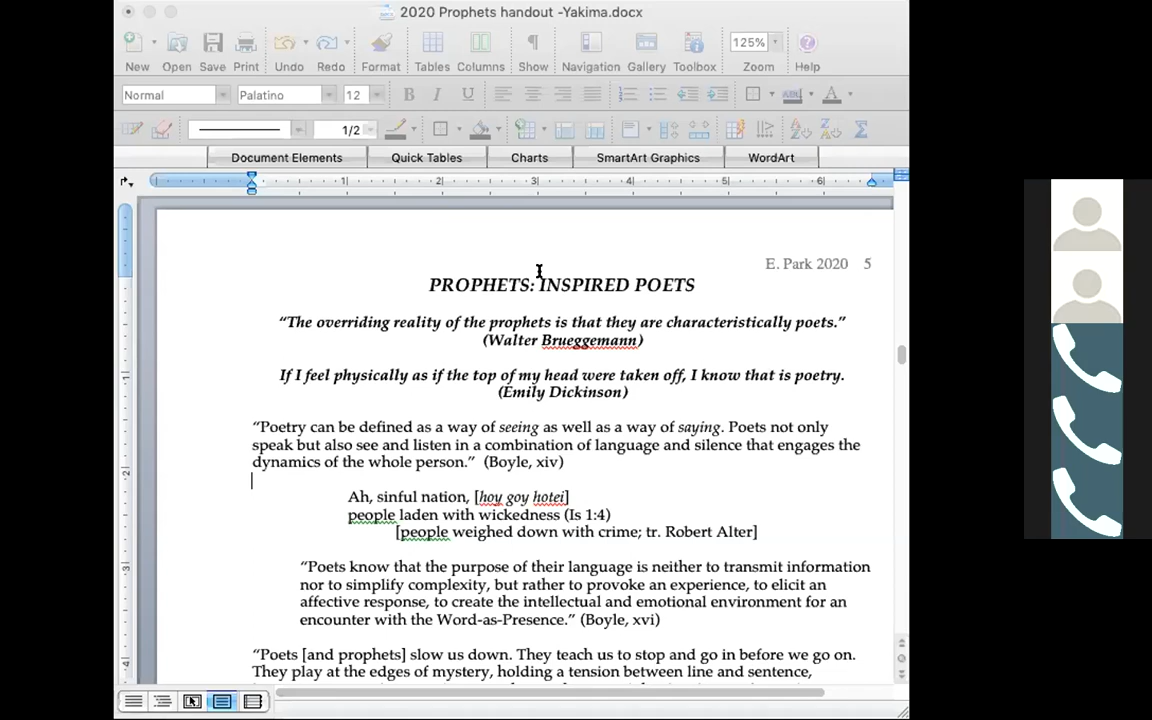 2020 Prophets handout -Yakima.docx
New Open Save Print Undo Redo Format Tables Columns Show Navigation Gallery Toolbox Zoom Help
125%
Normal Palatino 12 B I U A
1/2
Document Elements Quick Tables Charts SmartArt Graphics WordArt
1 2 3 4 5 6
E. Park 2020 5
PROPHETS: INSPIRED POETS
“The overriding reality of the prophets is that they are characteristically poets.”
(Walter Brueggemann)
If I feel physically as if the top of my head were taken off, I know that is poetry.
(Emily Dickinson)
“Poetry can be defined as a way of seeing as well as a way of saying. Poets not only
speak but also see and listen in a combination of language and silence that engages the
dynamics of the whole person.” (Boyle, xiv)
Ah, sinful nation, [hoy goy hotei]
people laden with wickedness (Is 1:4)
[people weighed down with crime; tr. Robert Alter]
“Poets know that the purpose of their language is neither to transmit information
nor to simplify complexity, but rather to provoke an experience, to elicit an
affective response, to create the intellectual and emotional environment for an
encounter with the Word-as-Presence.” (Boyle, xvi)
“Poets [and prophets] slow us down. They teach us to stop and go in before we go on.
They play at the edges of mystery, holding a tension between line and sentence,